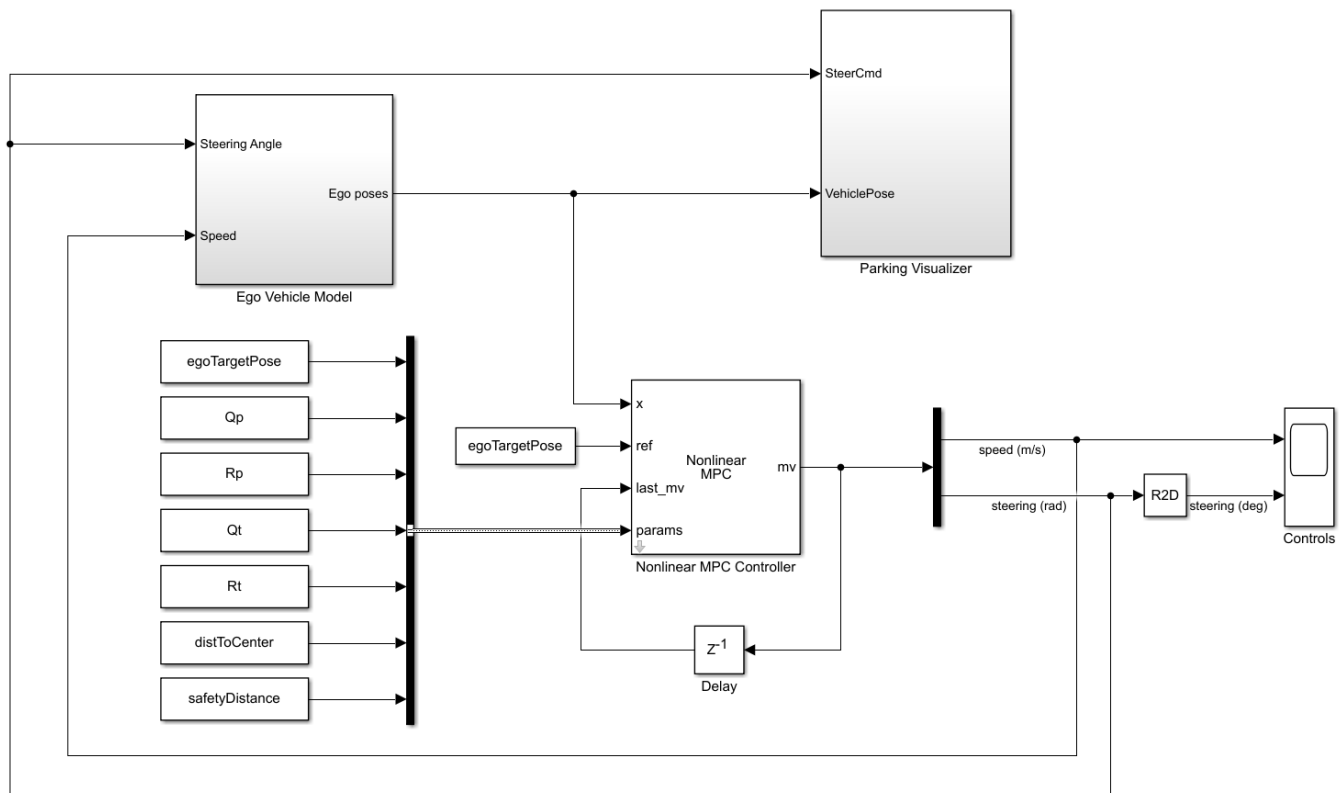 SteerCmd
Steering Angle
Ego poses
VehiclePose
Speed
Parking Visualizer
Ego Vehicle Model
egoTargetPose
Qp
Rp
Qt
Rt
distToCenter
safetyDistance
egoTargetPose
x
ref
last_mv
params
Nonlinear
MPC
mv
Nonlinear MPC Controller
Z-1
Delay
speed (m/s)
steering (rad)
R2D
steering (deg)
Controls